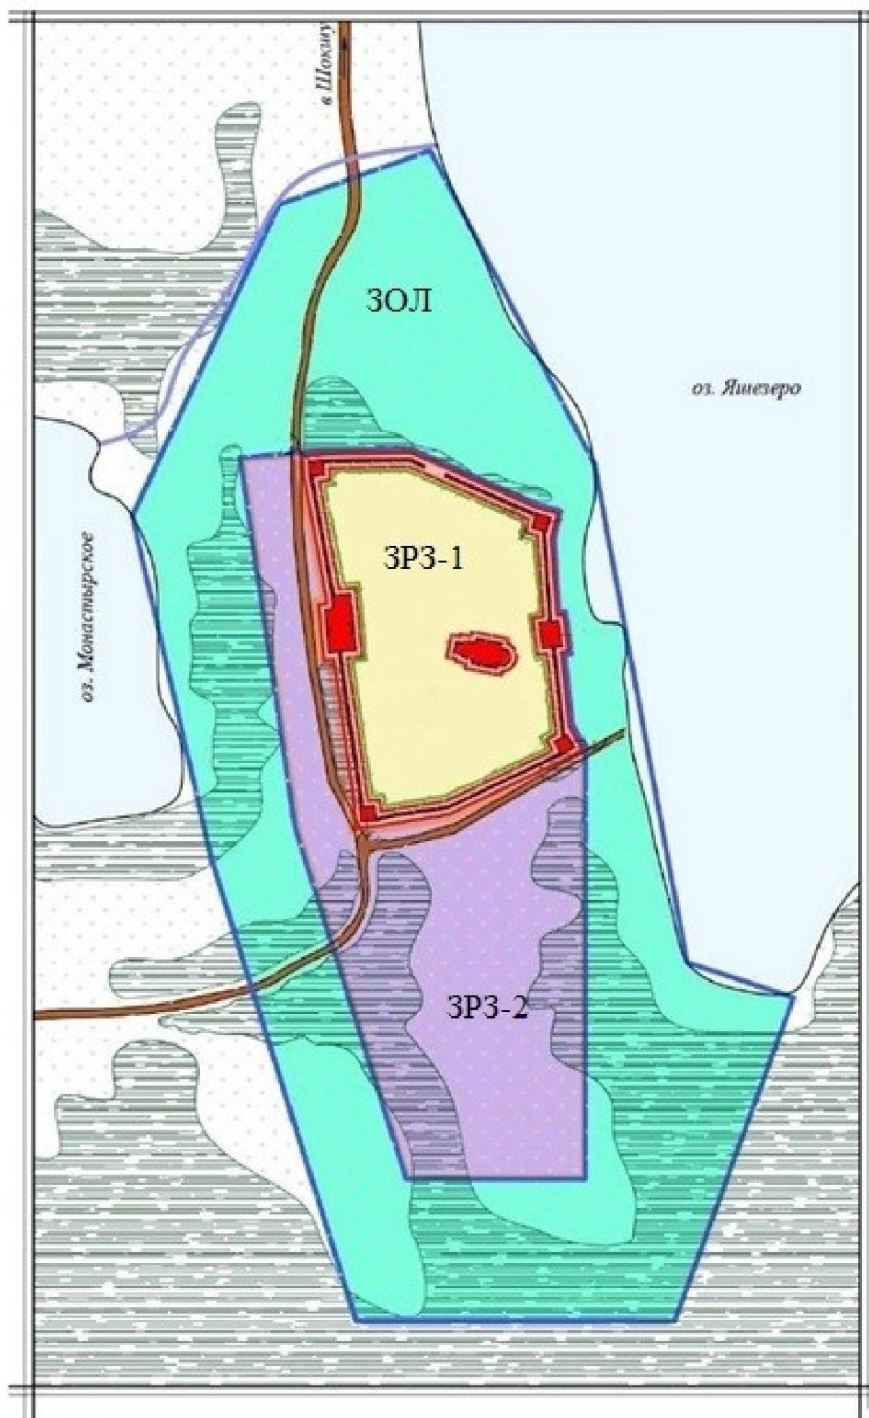 в Шокшу
ЗОЛ
оз. Яшезеро
ЗРЗ-1
оз. Монастырское
ЗРЗ-2